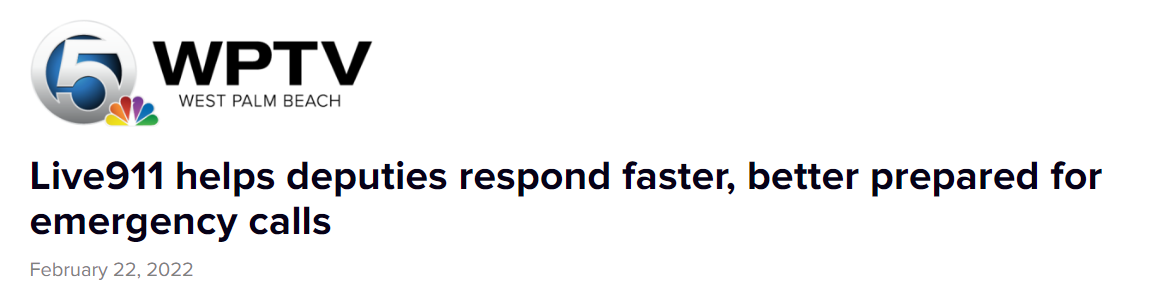 5 WPTV
WEST PALM BEACH
Live911 helps deputies respond faster, better prepared for
emergency calls
February 22, 2022